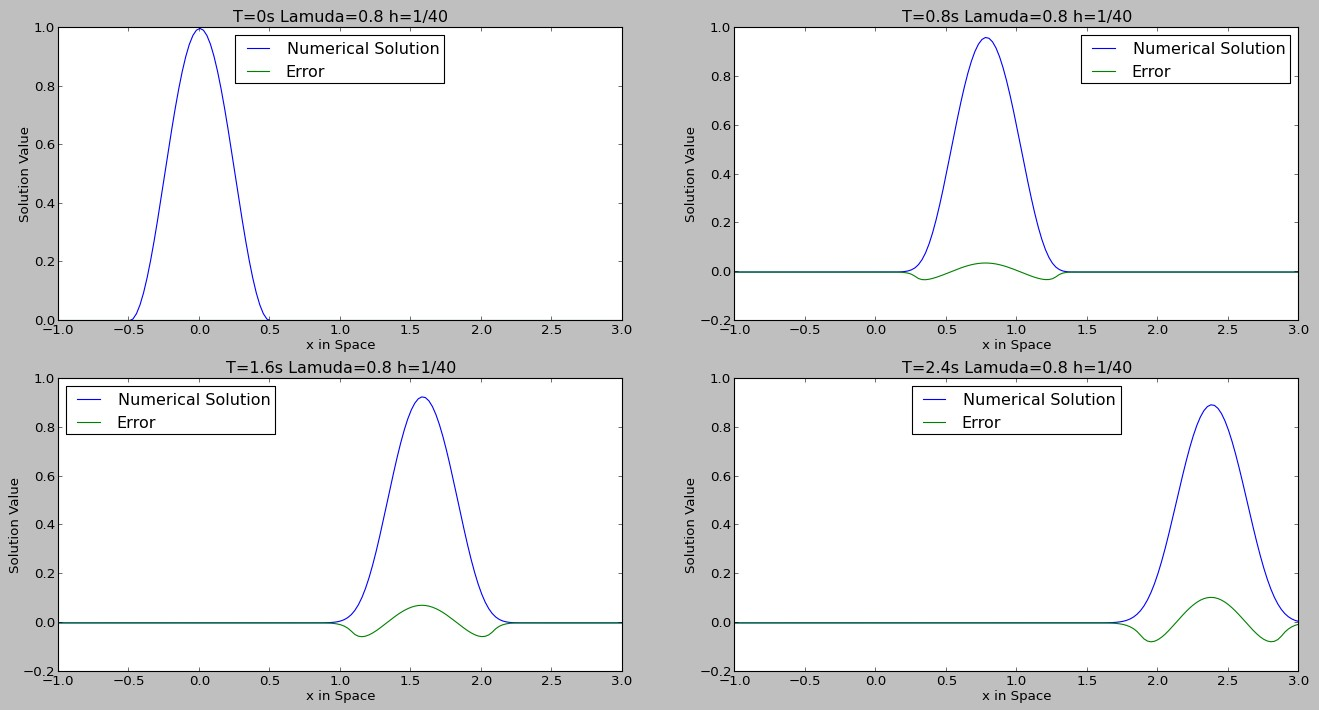 T=0s Lamuda=0.8 h=1/40
1.0
0.8
0.6
0.4
0.2
0.0
Solution Value
Numerical Solution
Error
−1.0 −0.5 0.0 0.5 1.0 1.5 2.0 2.5 3.0
x in Space
T=0.8s Lamuda=0.8 h=1/40
1.0
0.8
0.6
0.4
0.2
0.0
−0.2
Solution Value
Numerical Solution
Error
−1.0 −0.5 0.0 0.5 1.0 1.5 2.0 2.5 3.0
x in Space
T=1.6s Lamuda=0.8 h=1/40
1.0
0.8
0.6
0.4
0.2
0.0
−0.2
Solution Value
Numerical Solution
Error
−1.0 −0.5 0.0 0.5 1.0 1.5 2.0 2.5 3.0
x in Space
T=2.4s Lamuda=0.8 h=1/40
1.0
0.8
0.6
0.4
0.2
0.0
−0.2
Solution Value
Numerical Solution
Error
−1.0 −0.5 0.0 0.5 1.0 1.5 2.0 2.5 3.0
x in Space